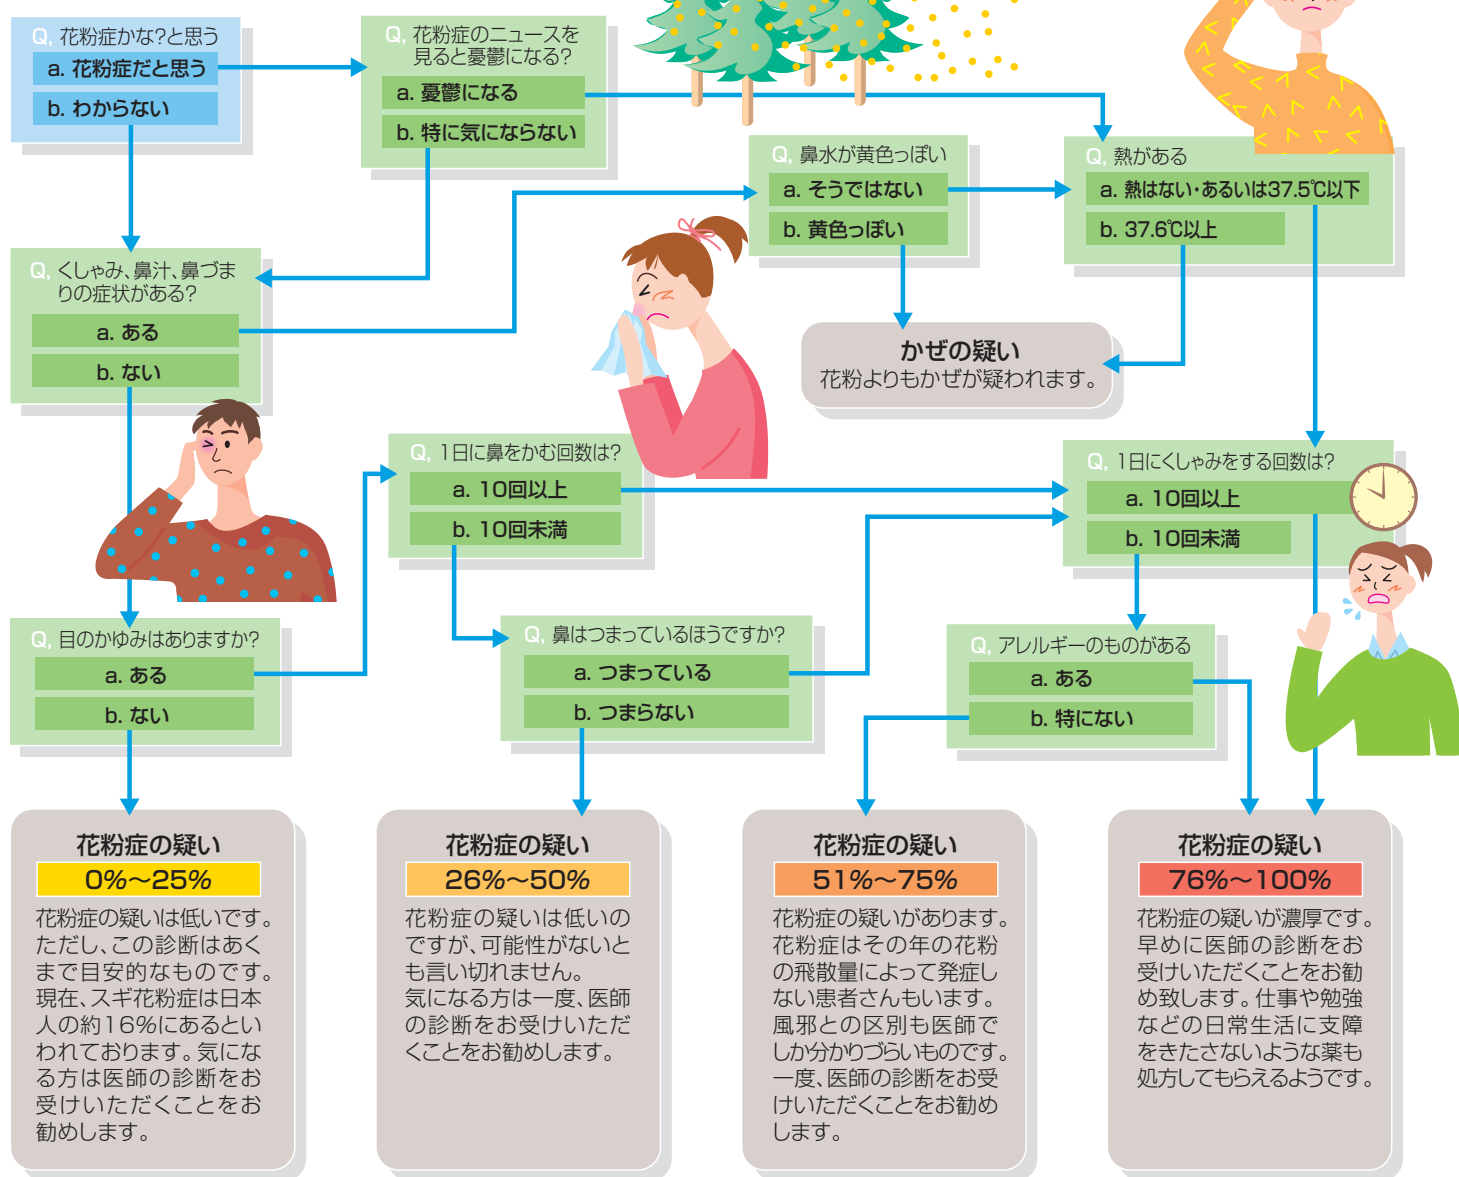 Q, 花粉症かな?と思う
a. 花粉症だと思う
b. わからない
Q, 花粉症のニュースを
見ると憂鬱になる?
a. 憂鬱になる
b. 特に気にならない
Q, 鼻水が黄色っぽい
a. そうではない
b. 黄色っぽい
Q, 熱がある
a. 熱はない・あるいは37.5℃以下
b. 37.6℃以上
Q, くしゃみ、鼻汁、鼻づま
りの症状がある?
a. ある
b. ない
かぜの疑い
花粉よりもかぜが疑われます。
Q, 1日に鼻をかむ回数は?
a. 10回以上
b. 10回未満
Q, 1日にくしゃみをする回数は?
a. 10回以上
b. 10回未満
Q, 目のかゆみはありますか?
a. ある
b. ない
Q, 鼻はつまっているほうですか?
a. つまっている
b. つまらない
Q, アレルギーのものがある
a. ある
b. 特にない
花粉症の疑い
0%〜25%
花粉症の疑いは低いです。
ただし、この診断はあく
まで目安的なものです。
現在、スギ花粉症は日本
人の約16%にあるとい
われております。気にな
る方は医師の診断をお
受けいただくことをお
勧めします。
花粉症の疑い
26%〜50%
花粉症の疑いは低いの
ですが、可能性がないと
も言い切れません。
気になる方は一度、医師
の診断をお受けいただ
くことをお勧めします。
花粉症の疑い
51%〜75%
花粉症の疑いがあります。
花粉症はその年の花粉
の飛散量によって発症し
ない患者さんもいます。
風邪との区別も医師で
しか分かりづらいものです。
一度、医師の診断をお受
けいただくことをお勧め
します。
花粉症の疑い
76%〜100%
花粉症の疑いが濃厚です。
早めに医師の診断をお
受けいただくことをお勧
め致します。仕事や勉強
などの日常生活に支障
をきたさないような薬も
処方してもらえるようです。